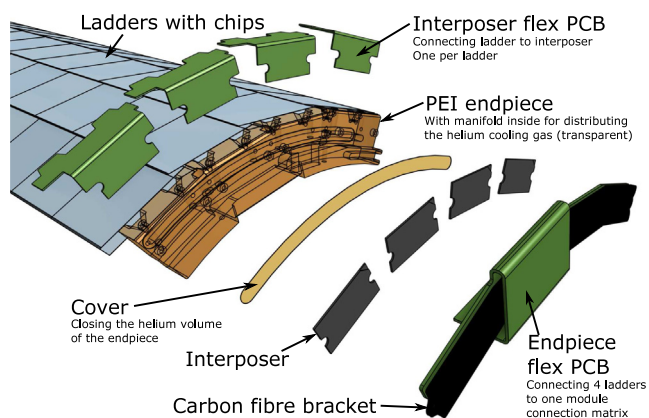 Ladders with chips
Interposer flex PCB
Connecting ladder to interposer
One per ladder
PEI endpiece
With manifold inside for distributing
the helium cooling gas (transparent)
Cover
Closing the helium volume
of the endpiece
Interposer
Carbon fibre bracket
Endpiece
flex PCB
Connecting 4 ladders
to one module
connection matrix